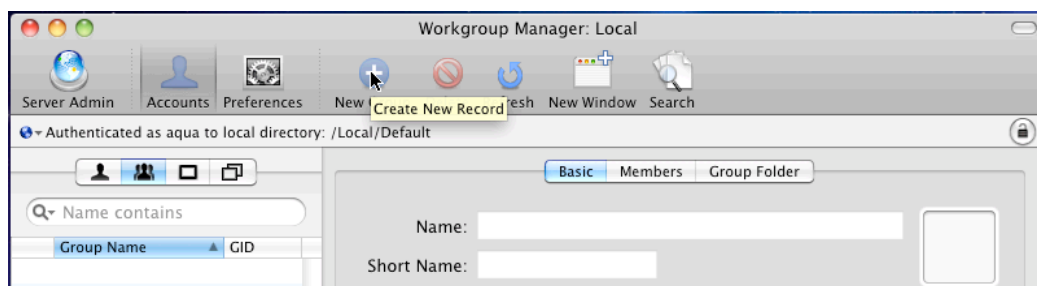 Workgroup Manager: Local
Server Admin Accounts Preferences New resh New Window Search
Create New Record
Authenticated as aqua to local directory: /Local/Default
Basic Members Group Folder
Name contains
Name:
Group Name GID
Short Name: